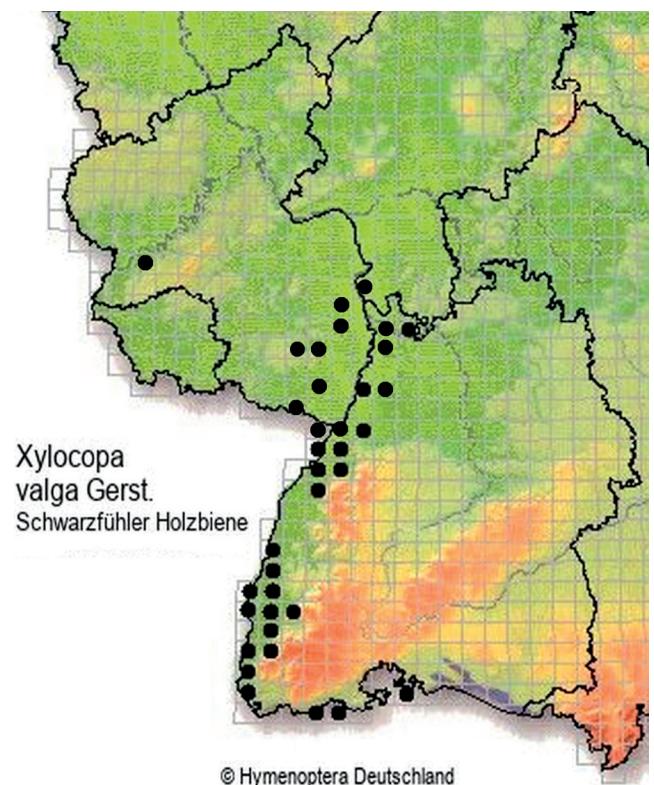 Xylocopa
valga Gerst.
Schwarzfühler Holzbiene
© Hymenoptera Deutschland